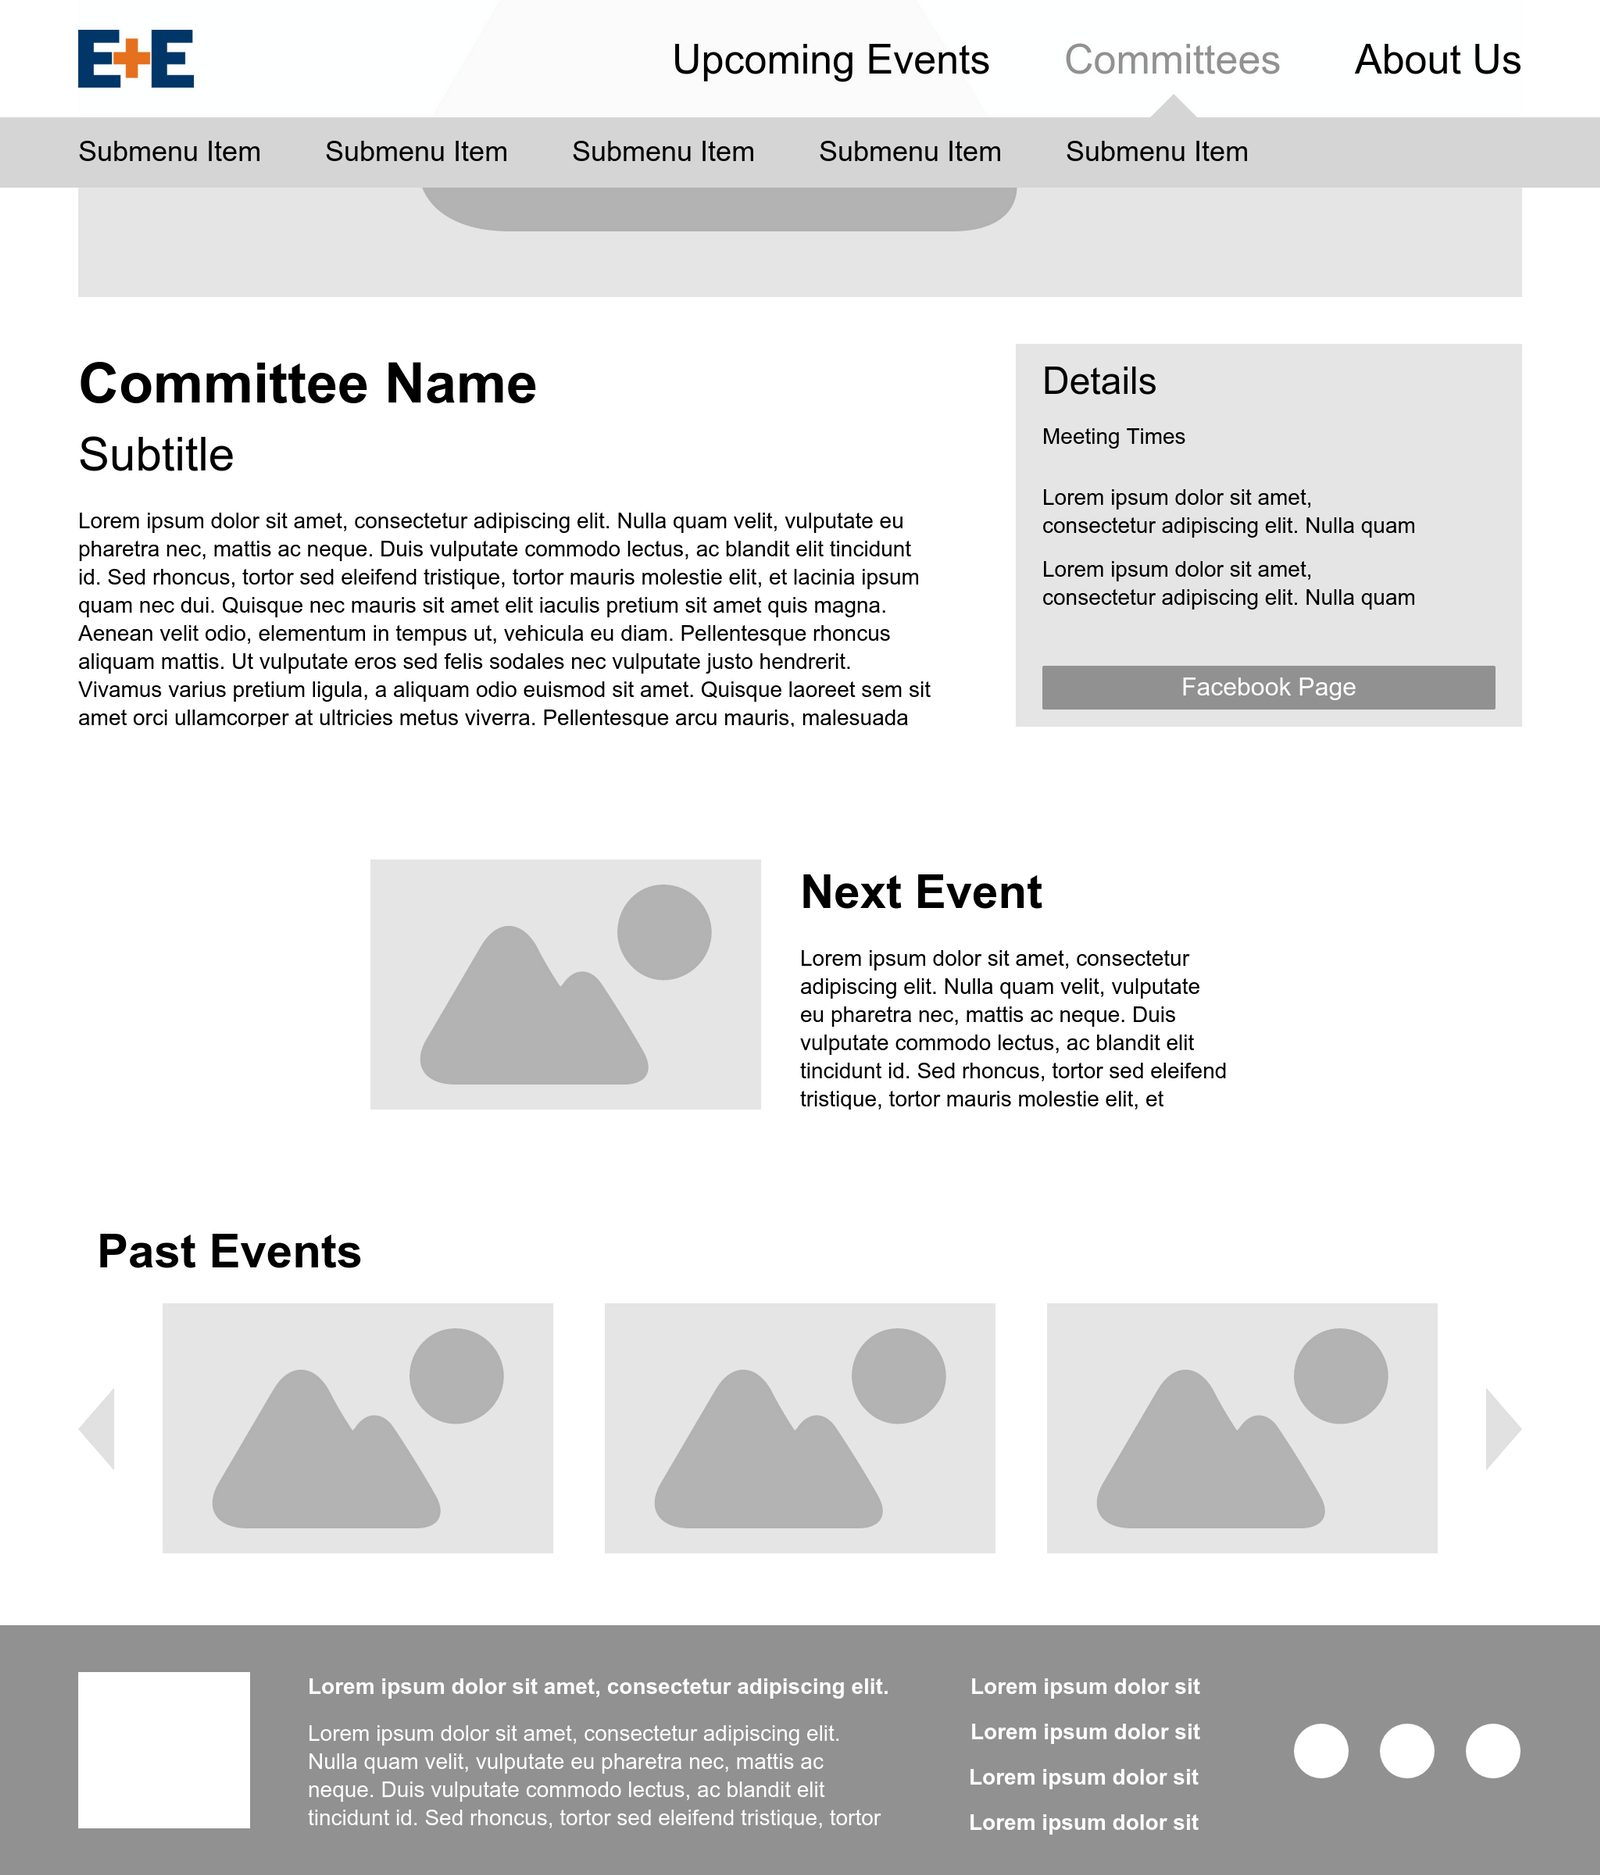 E+E
Upcoming Events
Committees
About Us
Submenu Item
Submenu Item
Submenu Item
Submenu Item
Submenu Item
Committee Name
Subtitle
Lorem ipsum dolor sit amet, consectetur adipiscing elit. Nulla quam velit, vulputate eu
pharetra nec, mattis ac neque. Duis vulputate commodo lectus, ac blandit elit tincidunt
id. Sed rhoncus, tortor sed eleifend tristique, tortor mauris molestie elit, et lacinia ipsum
quam nec dui. Quisque nec mauris sit amet elit iaculis pretium sit amet quis magna.
Aenean velit odio, elementum in tempus ut, vehicula eu diam. Pellentesque rhoncus
aliquam mattis. Ut vulputate eros sed felis sodales nec vulputate justo hendrerit.
Vivamus varius pretium ligula, a aliquam odio euismod sit amet. Quisque laoreet sem sit
amet orci ullamcorper at ultricies metus viverra. Pellentesque arcu mauris, malesuada
Details
Meeting Times
Lorem ipsum dolor sit amet,
consectetur adipiscing elit. Nulla quam
Lorem ipsum dolor sit amet,
consectetur adipiscing elit. Nulla quam
Facebook Page
Next Event
Lorem ipsum dolor sit amet, consectetur
adipiscing elit. Nulla quam velit, vulputate
eu pharetra nec, mattis ac neque. Duis
vulputate commodo lectus, ac blandit elit
tincidunt id. Sed rhoncus, tortor sed eleifend
tristique, tortor mauris molestie elit, et
Past Events
Lorem ipsum dolor sit amet, consectetur adipiscing elit.
Lorem ipsum dolor sit amet, consectetur adipiscing elit.
Nulla quam velit, vulputate eu pharetra nec, mattis ac
neque. Duis vulputate commodo lectus, ac blandit elit
tincidunt id. Sed rhoncus, tortor sed eleifend tristique, tortor
Lorem ipsum dolor sit
Lorem ipsum dolor sit
Lorem ipsum dolor sit
Lorem ipsum dolor sit